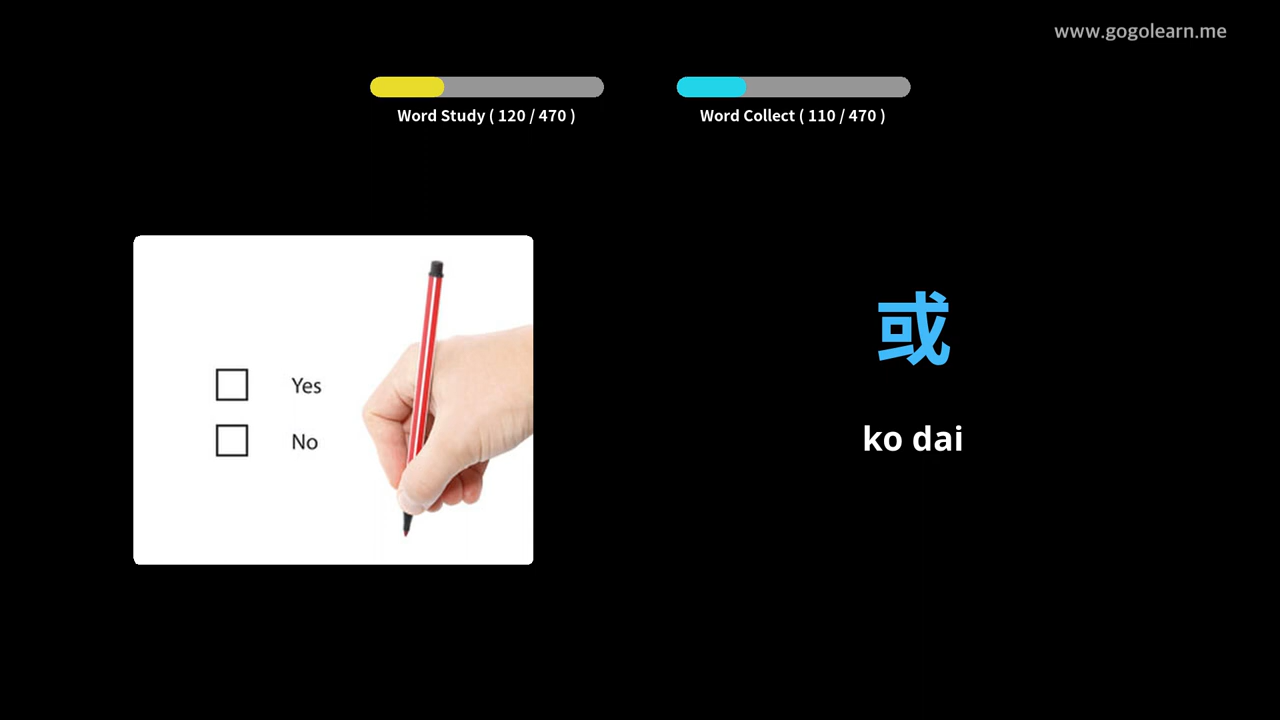 www.gogolearn.me
Word Study ( 120 / 470 )
Word Collect ( 110 / 470 )
Yes
No
或
ko dai